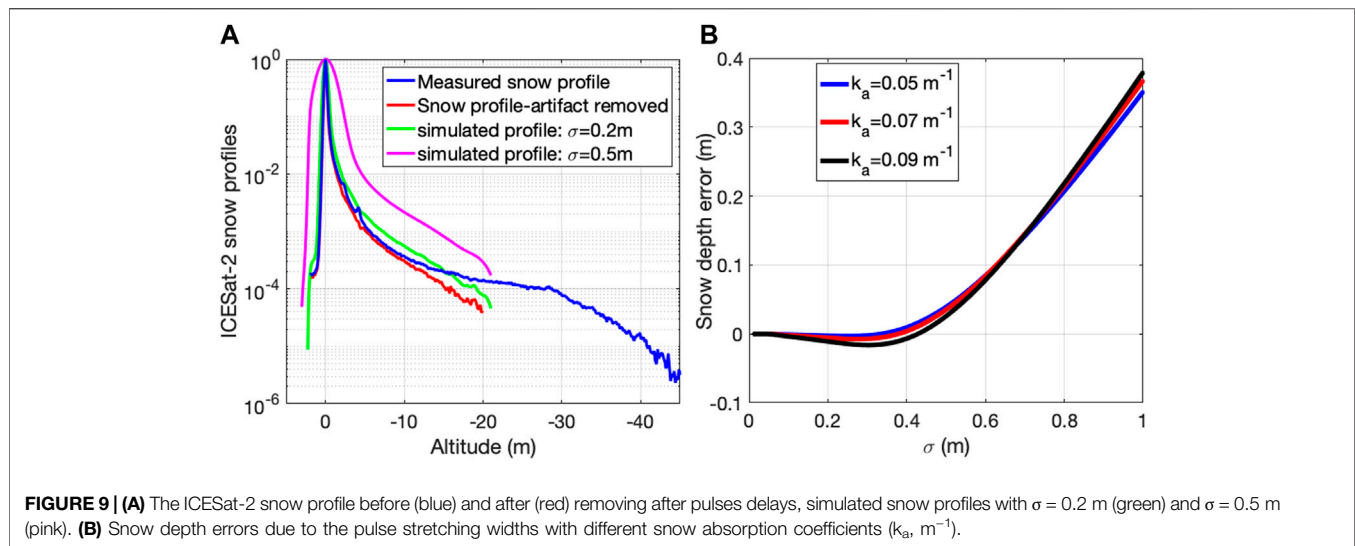 A
ICESat-2 snow profiles
10^0
10^-2
10^-4
10^-6
Measured snow profile
Snow profile-artifact removed
simulated profile: σ=0.2m
simulated profile: σ=0.5m
0 -10 -20 -30 -40
Altitude (m)
B
Snow depth error (m)
0.4
0.3
0.2
0.1
0
-0.1
k_a=0.05 m^-1
k_a=0.07 m^-1
k_a=0.09 m^-1
0 0.2 0.4 0.6 0.8 1
σ (m)
FIGURE 9 | (A) The ICESat-2 snow profile before (blue) and after (red) removing after pulses delays, simulated snow profiles with σ = 0.2 m (green) and σ = 0.5 m
(pink). (B) Snow depth errors due to the pulse stretching widths with different snow absorption coefficients (k_a, m^−1).